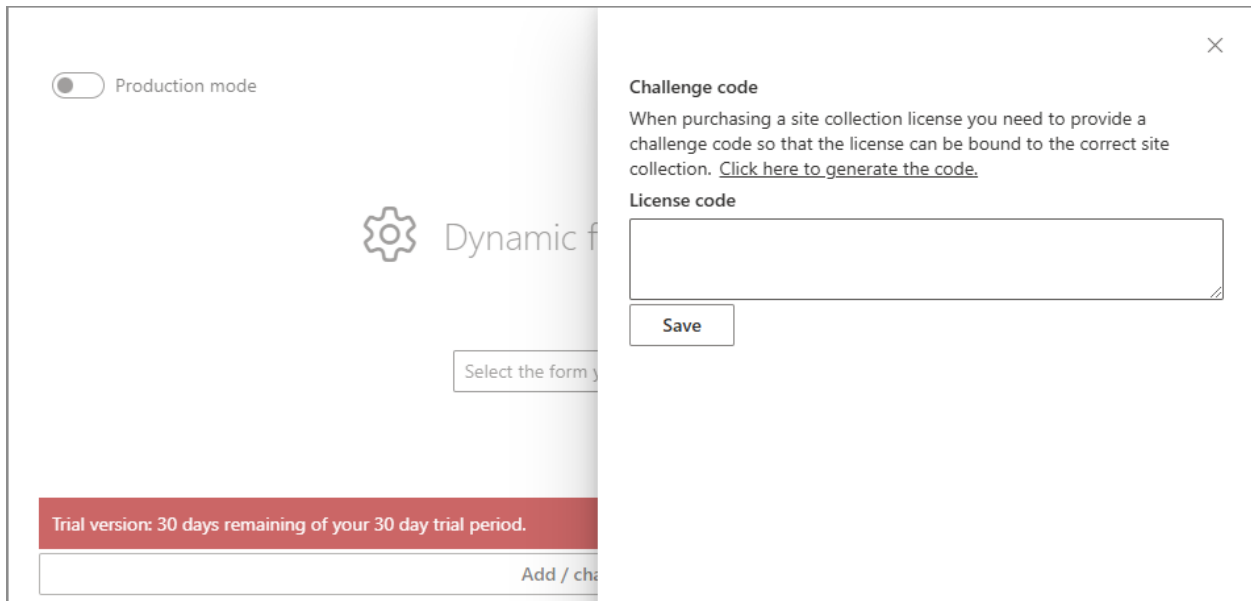 Production mode
Dynamic f
Select the form
Trial version: 30 days remaining of your 30 day trial period.
Add / cha
Challenge code
When purchasing a site collection license you need to provide a
challenge code so that the license can be bound to the correct site
collection. Click here to generate the code.
License code
Save